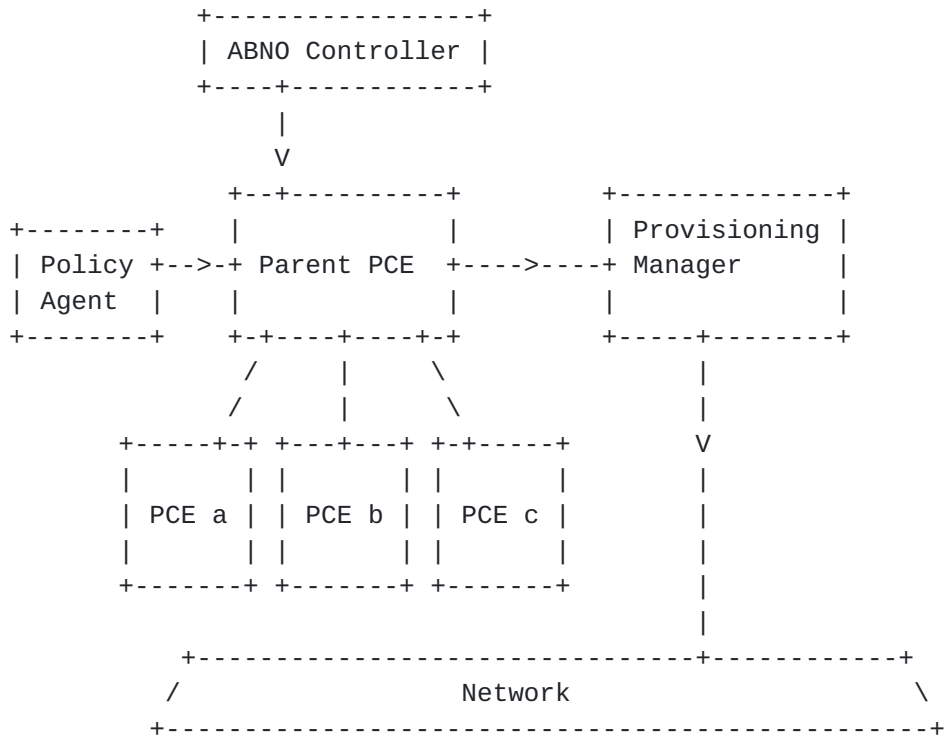 ABNO Controller
V
Provisioning
Policy Parent PCE Manager
Agent
V
PCE a PCE b PCE c
Network